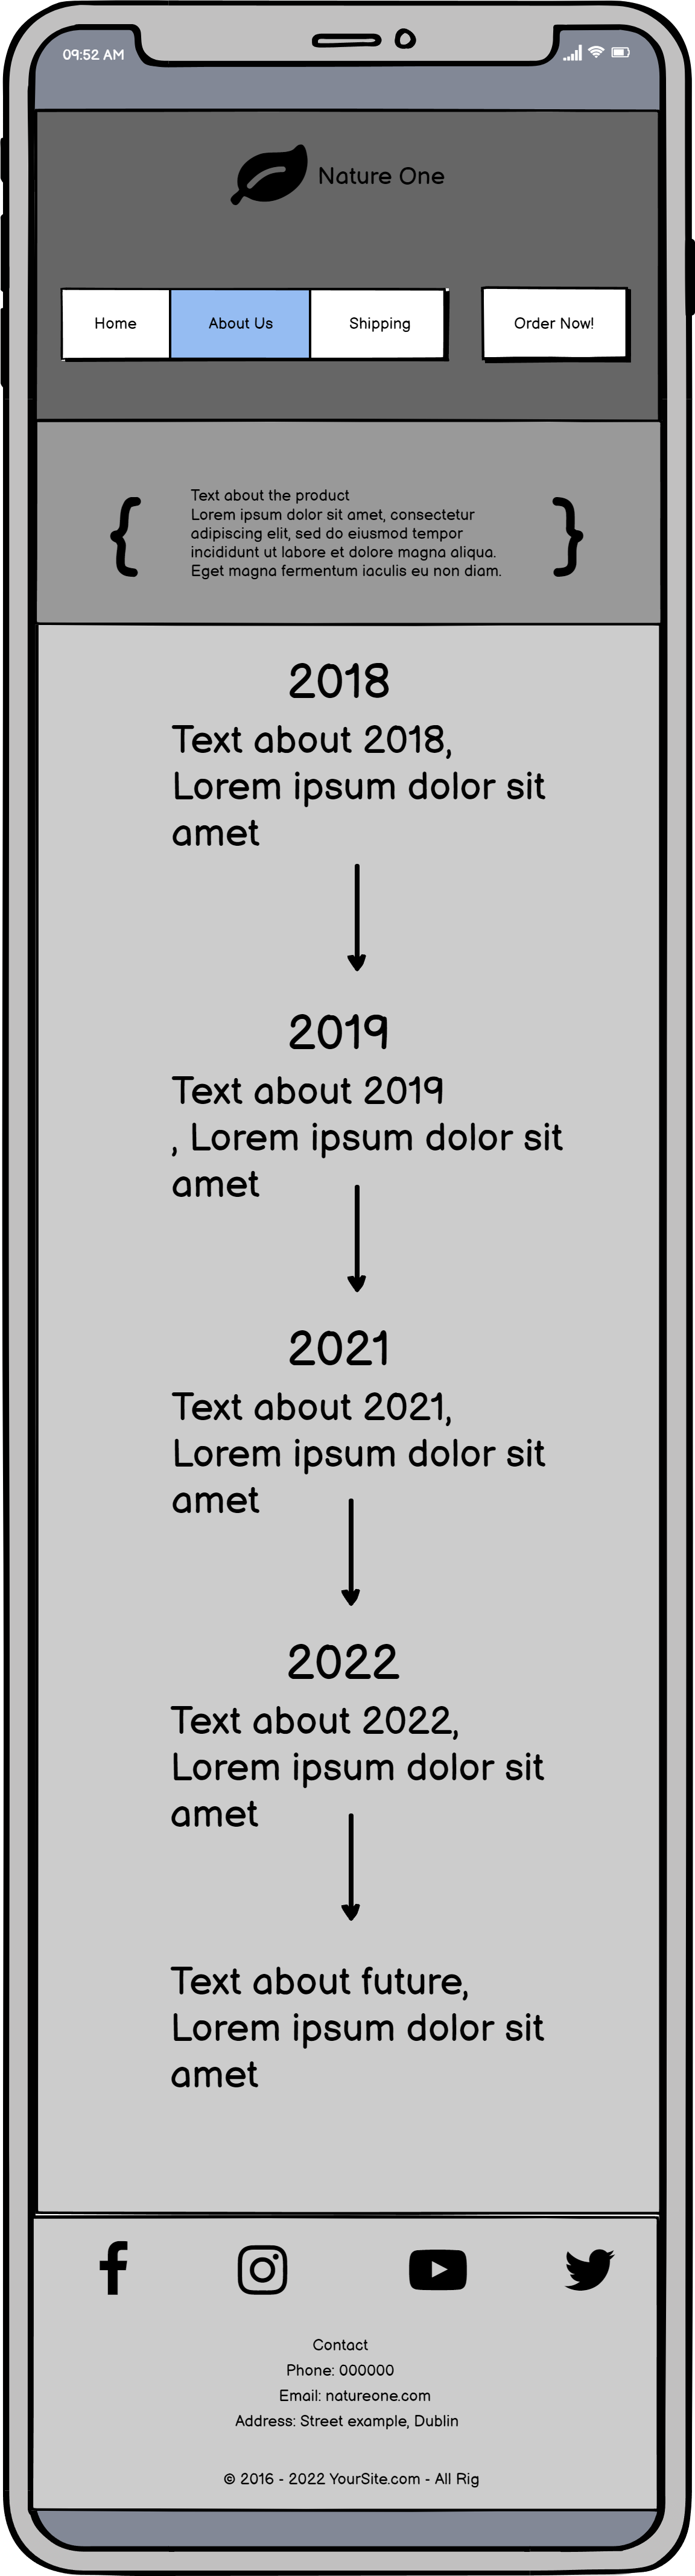 09:52 AM
Nature One
Home
About Us
Shipping
Order Now!
Text about the product
Lorem ipsum dolor sit amet, consectetur
adipiscing elit, sed do eiusmod tempor
incididunt ut labore et dolore magna aliqua.
Eget magna fermentum iaculis eu non diam.
2018
Text about 2018,
Lorem ipsum dolor sit
amet
2019
Text about 2019
, Lorem ipsum dolor sit
amet
2021
Text about 2021,
Lorem ipsum dolor sit
amet
2022
Text about 2022,
Lorem ipsum dolor sit
amet
Text about future,
Lorem ipsum dolor sit
amet
Contact
Phone: 000000
Email: natureone.com
Address: Street example, Dublin
© 2016 - 2022 YourSite.com - All Rig